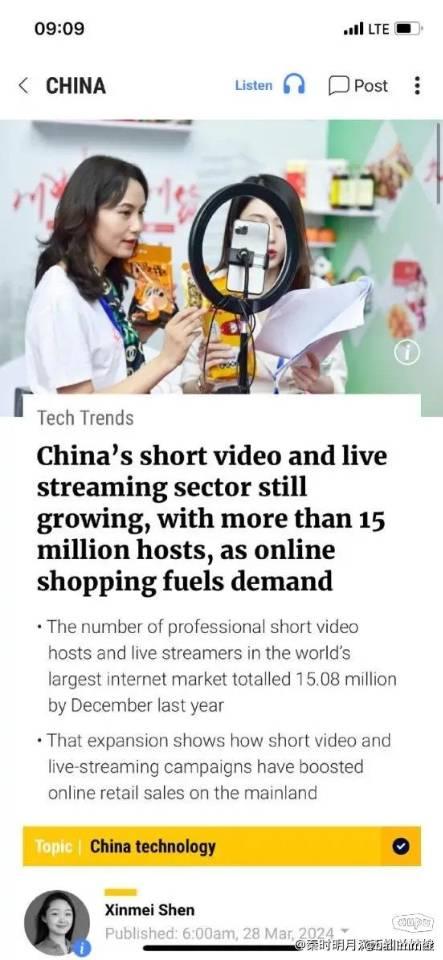 09:09
LTE
CHINA
Listen
Post
Tech Trends
China’s short video and live
streaming sector still
growing, with more than 15
million hosts, as online
shopping fuels demand
• The number of professional short video
hosts and live streamers in the world’s
largest internet market totalled 15.08 million
by December last year
• That expansion shows how short video and
live-streaming campaigns have boosted
online retail sales on the mainland
Topic | China technology
Xinmei Shen
Published: 6:00am, 28 Mar, 2024
@秦时明月